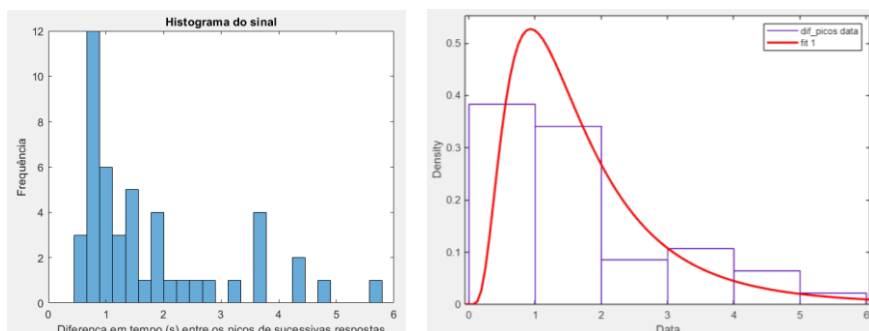 Histograma do sinal
12
10
8
6
4
2
0
Frequência
0 1 2 3 4 5 6
Diferença em tempo (s) entre os picos de sucessivas respostas
dif_picos data
fit 1
0.5
0.4
0.3
0.2
0.1
0
Density
0 1 2 3 4 5 6
Data